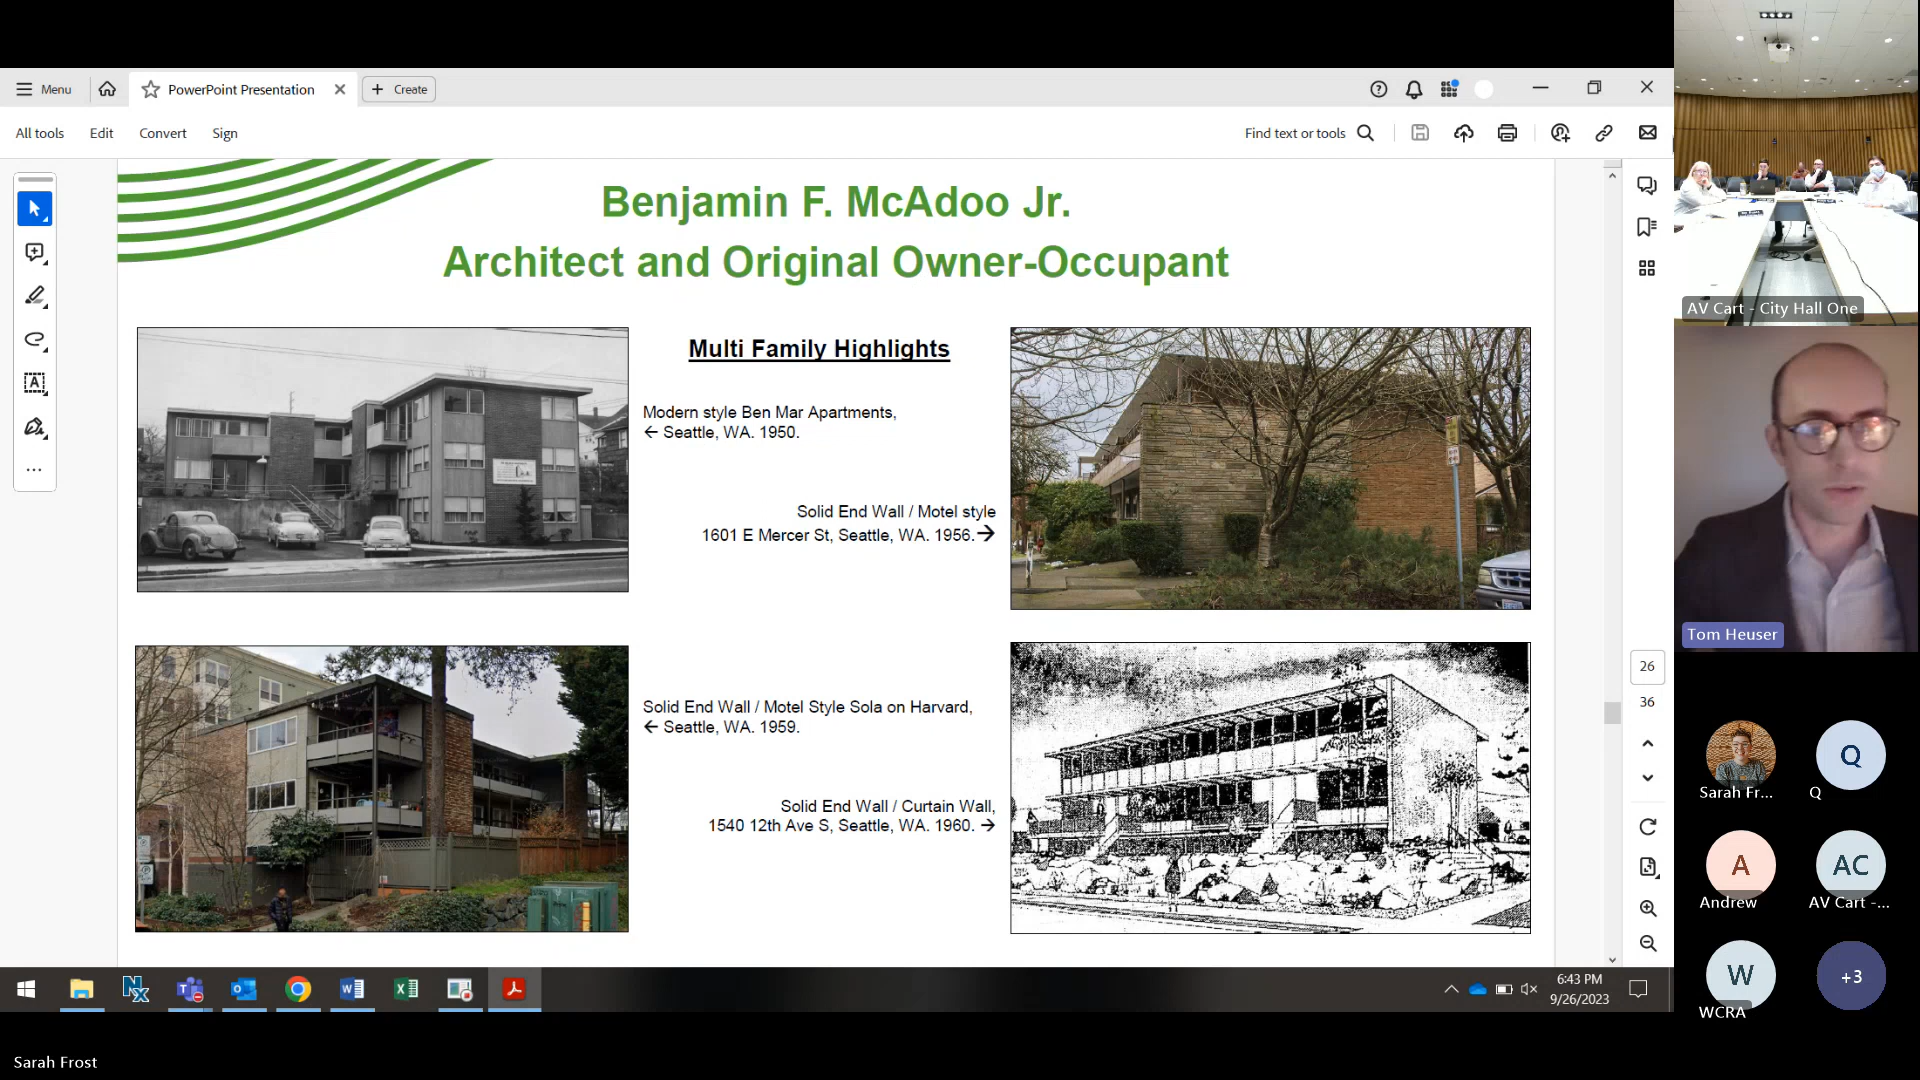 Menu
PowerPoint Presentation
Create
All tools
Edit
Convert
Sign
Find text or tools
Benjamin F. McAdoo Jr.
Architect and Original Owner-Occupant
Multi Family Highlights
Modern style Ben Mar Apartments,
← Seattle, WA. 1950.
Solid End Wall / Motel style
1601 E Mercer St, Seattle, WA. 1956.→
Solid End Wall / Motel Style Sola on Harvard,
← Seattle, WA. 1959.
Solid End Wall / Curtain Wall,
1540 12th Ave S, Seattle, WA. 1960. →
26
36
6:43 PM
9/26/2023
AV Cart - City Hall One
Tom Heuser
Sarah Fr...
Q
Q
A
Andrew
AC
AV Cart -...
W
WCRA
+3
Sarah Frost